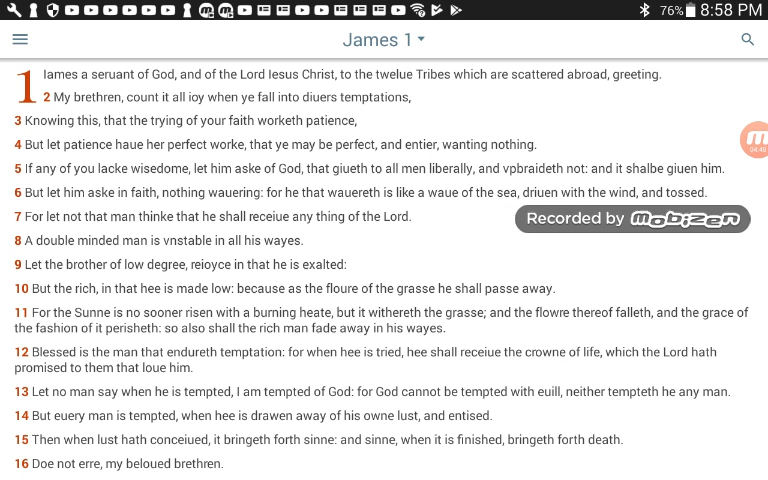 76% 8:58 PM
James 1
1 Iames a seruant of God, and of the Lord Iesus Christ, to the twelue Tribes which are scattered abroad, greeting.
2 My brethren, count it all ioy when ye fall into diuers temptations,
3 Knowing this, that the trying of your faith worketh patience,
4 But let patience haue her perfect worke, that ye may be perfect, and entier, wanting nothing.
04:49
5 If any of you lacke wisedome, let him aske of God, that giueth to all men liberally, and vpbraideth not: and it shalbe giuen him.
6 But let him aske in faith, nothing wauering: for he that wauereth is like a waue of the sea, driuen with the wind, and tossed.
7 For let not that man thinke that he shall receiue any thing of the Lord.
Recorded by mobizen
8 A double minded man is vnstable in all his wayes.
9 Let the brother of low degree, reioyce in that he is exalted:
10 But the rich, in that hee is made low: because as the floure of the grasse he shall passe away.
11 For the Sunne is no sooner risen with a burning heate, but it withereth the grasse; and the flowre thereof falleth, and the grace of
the fashion of it perisheth: so also shall the rich man fade away in his wayes.
12 Blessed is the man that endureth temptation: for when hee is tried, hee shall receiue the crowne of life, which the Lord hath
promised to them that loue him.
13 Let no man say when he is tempted, I am tempted of God: for God cannot be tempted with euill, neither tempteth he any man.
14 But euery man is tempted, when hee is drawen away of his owne lust, and entised.
15 Then when lust hath conceiued, it bringeth forth sinne: and sinne, when it is finished, bringeth forth death.
16 Doe not erre, my beloued brethren.